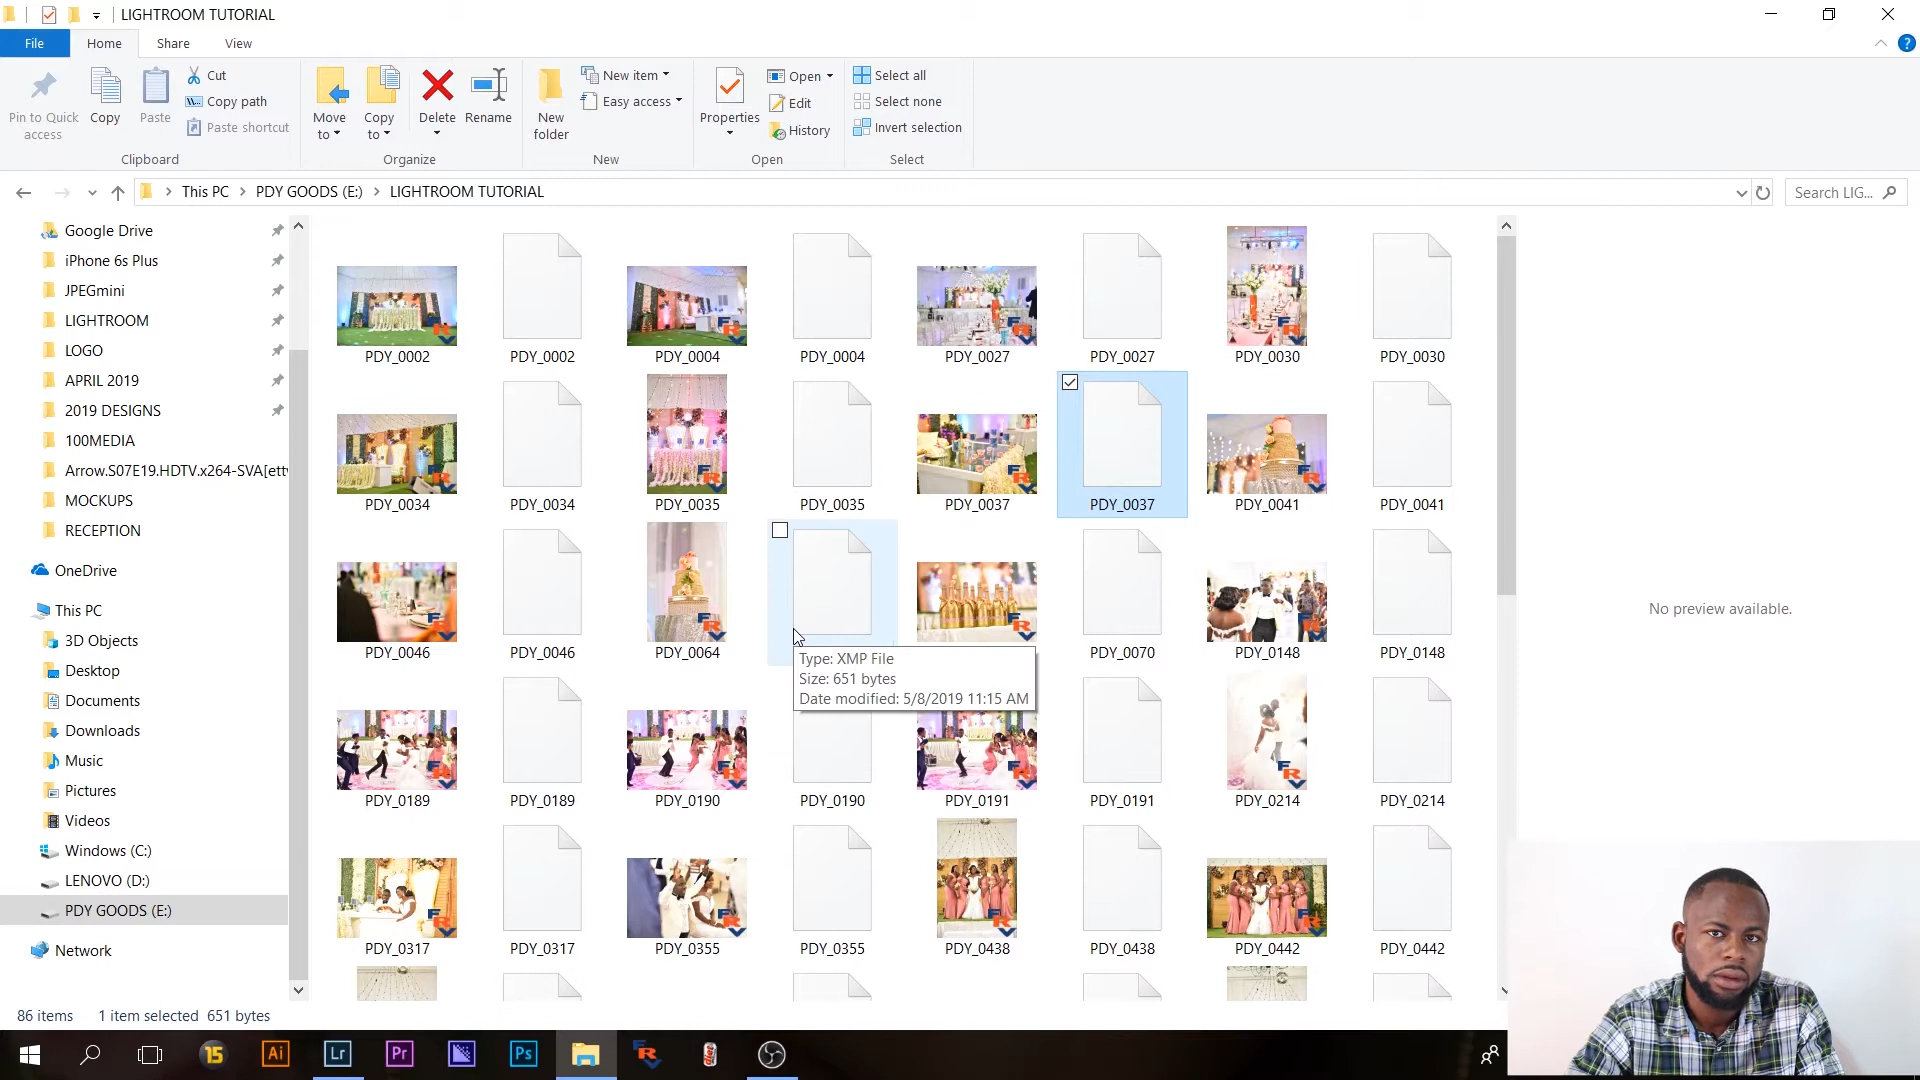 LIGHTROOM TUTORIAL
File Home Share View
Pin to Quick access
Copy
Paste
Cut
Copy path
Paste shortcut
Clipboard
Move to
Copy to
Delete
Rename
Organize
New folder
New item
Easy access
New
Properties
Open
Edit
History
Open
Select all
Select none
Invert selection
Select
This PC > PDY GOODS (E:) > LIGHTROOM TUTORIAL
Search LIG...
Google Drive
iPhone 6s Plus
JPEGmini
LIGHTROOM
LOGO
APRIL 2019
2019 DESIGNS
100MEDIA
Arrow.S07E19.HDTV.x264-SVA[ettv
MOCKUPS
RECEPTION
OneDrive
This PC
3D Objects
Desktop
Documents
Downloads
Music
Pictures
Videos
Windows (C:)
LENOVO (D:)
PDY GOODS (E:)
Network
PDY_0002 PDY_0002 PDY_0004 PDY_0004 PDY_0027 PDY_0027 PDY_0030 PDY_0030
PDY_0034 PDY_0034 PDY_0035 PDY_0035 PDY_0037 PDY_0037 PDY_0041 PDY_0041
PDY_0046 PDY_0046 PDY_0064 PDY_0070 PDY_0148 PDY_0148
Type: XMP File
Size: 651 bytes
Date modified: 5/8/2019 11:15 AM
PDY_0189 PDY_0189 PDY_0190 PDY_0190 PDY_0191 PDY_0191 PDY_0214 PDY_0214
PDY_0317 PDY_0317 PDY_0355 PDY_0355 PDY_0438 PDY_0438 PDY_0442 PDY_0442
No preview available.
86 items 1 item selected 651 bytes
15 Ai Lr Pr Ps